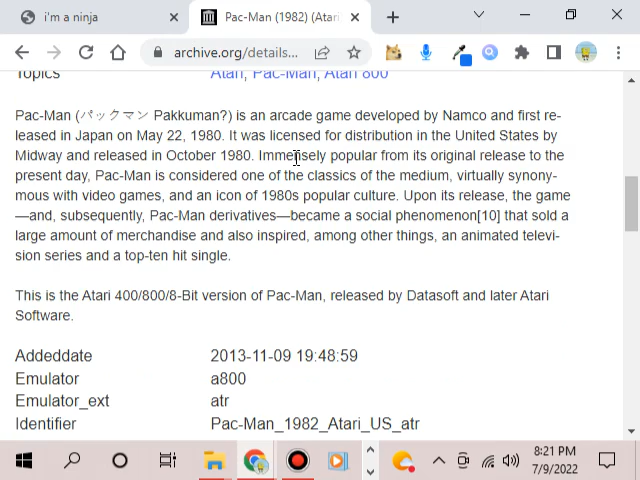 i'm a ninja
Pac-Man (1982) (Atari
archive.org/details...
Topics Atari, Pac-Man, Atari 800
Pac-Man (パックマン Pakkuman?) is an arcade game developed by Namco and first re-
leased in Japan on May 22, 1980. It was licensed for distribution in the United States by
Midway and released in October 1980. Immensely popular from its original release to the
present day, Pac-Man is considered one of the classics of the medium, virtually synony-
mous with video games, and an icon of 1980s popular culture. Upon its release, the game
—and, subsequently, Pac-Man derivatives—became a social phenomenon[10] that sold a
large amount of merchandise and also inspired, among other things, an animated televi-
sion series and a top-ten hit single.
This is the Atari 400/800/8-Bit version of Pac-Man, released by Datasoft and later Atari
Software.
Addeddate 2013-11-09 19:48:59
Emulator a800
Emulator_ext atr
Identifier Pac-Man_1982_Atari_US_atr
8:21 PM
7/9/2022